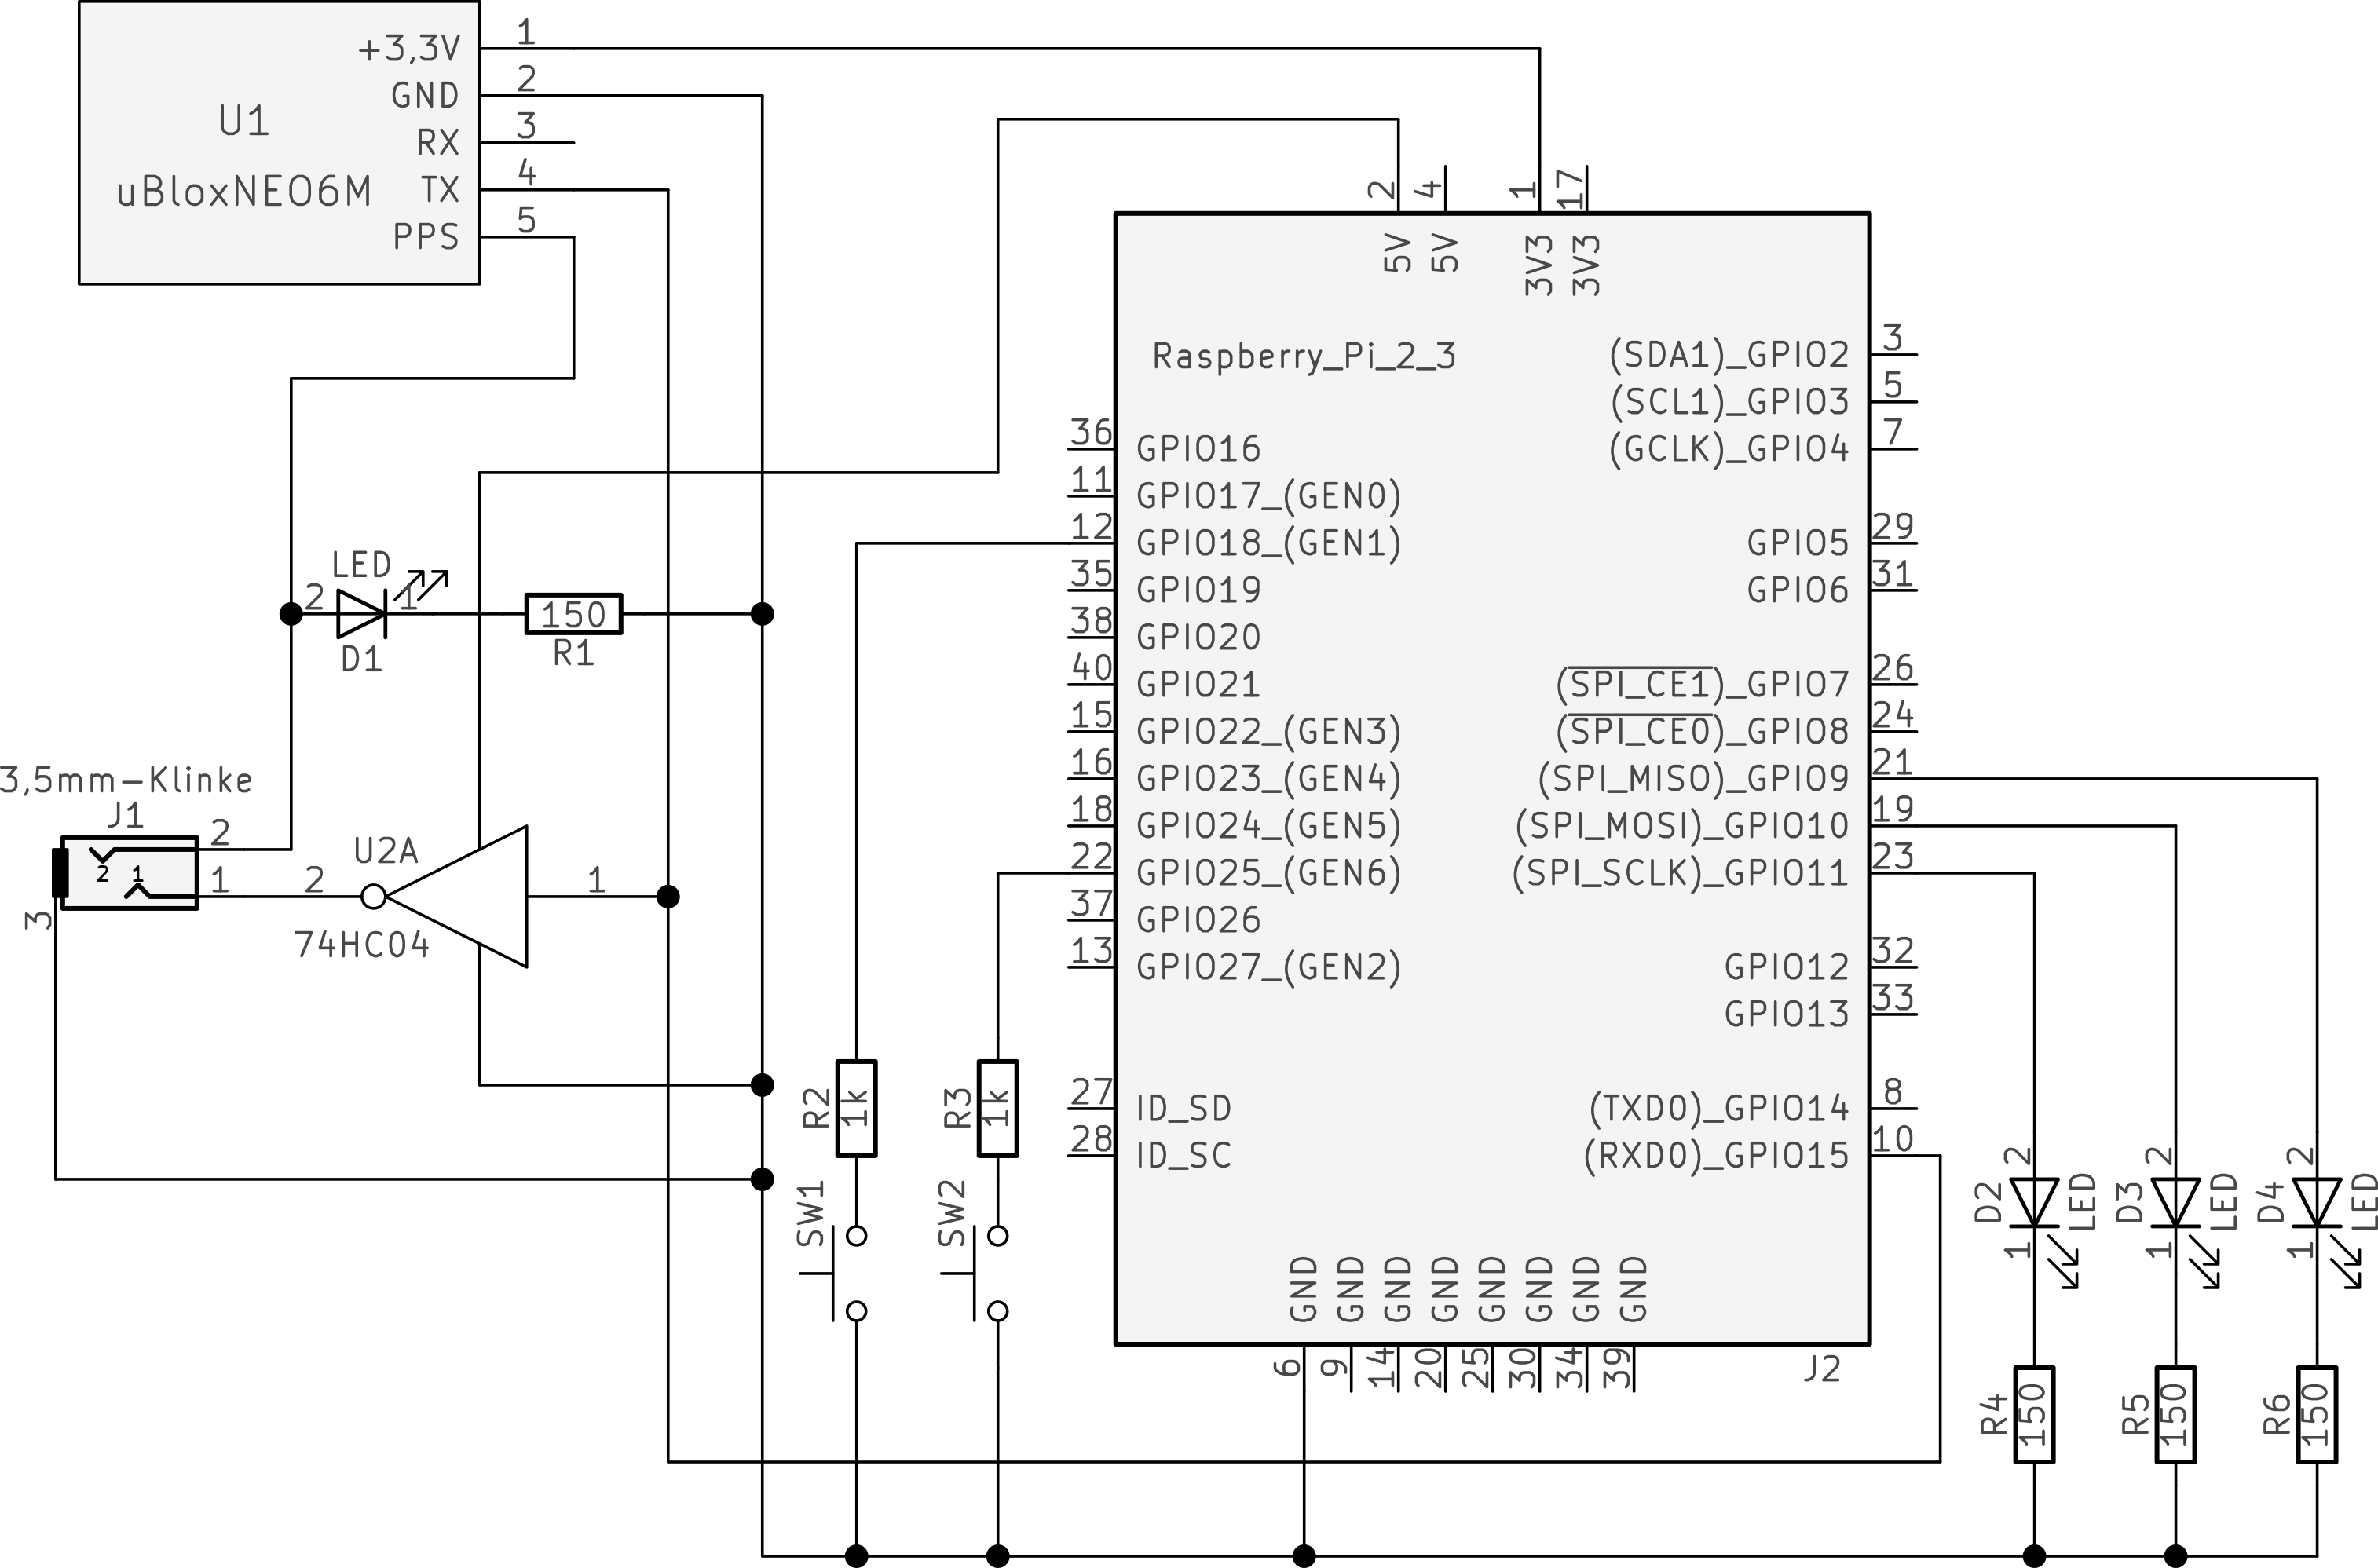 +3,3V 1
GND 2
U1
RX 3
uBloxNEO6M
TX 4
PPS 5
2 4 1 17
5V 5V 3V3 3V3
Raspberry_Pi_2_3
(SDA1)_GPIO2 3
(SCL1)_GPIO3 5
36 GPIO16
(GCLK)_GPIO4 7
11 GPIO17_(GEN0)
12 GPIO18_(GEN1)
GPIO5 29
35 GPIO19
GPIO6 31
38 GPIO20
40 GPIO21
(SPI_CE1)_GPIO7 26
15 GPIO22_(GEN3)
(SPI_CE0)_GPIO8 24
16 GPIO23_(GEN4)
(SPI_MISO)_GPIO9 21
18 GPIO24_(GEN5)
(SPI_MOSI)_GPIO10 19
22 GPIO25_(GEN6)
(SPI_SCLK)_GPIO11 23
37 GPIO26
13 GPIO27_(GEN2)
GPIO12 32
GPIO13 33
27 ID_SD
(TXD0)_GPIO14 8
28 ID_SC
(RXD0)_GPIO15 10
GND GND GND GND GND GND GND GND
6 9 14 20 25 30 34 39
J2
LED
2 1
D1
150
R1
3,5mm-Klinke
J1
2
2 1
1
3
U2A
2 1
74HC04
R2 1k
R3 1k
SW1
SW2
2
D2 LED
1
2
D3 LED
1
2
D4 LED
1
R4 150
R5 150
R6 150